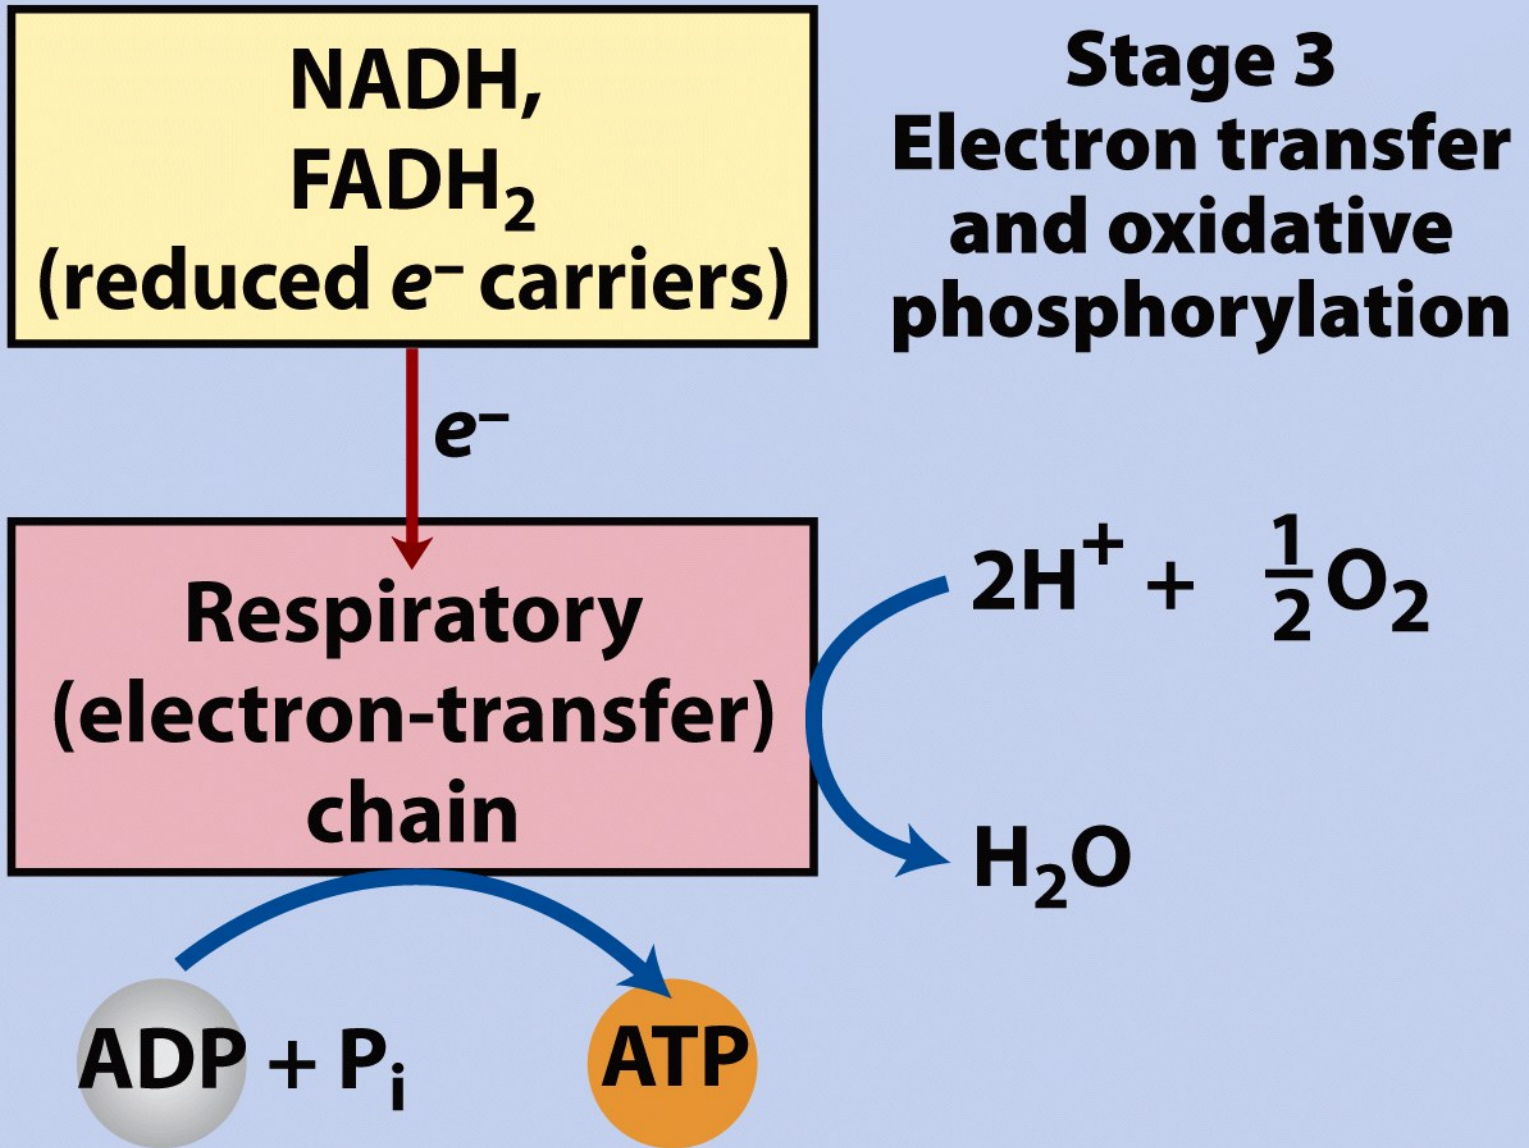 NADH,
FADH₂
(reduced e⁻ carriers)
Stage 3
Electron transfer
and oxidative
phosphorylation
e⁻
Respiratory
(electron-transfer)
chain
2H⁺ + ½O₂
H₂O
ADP + Pᵢ
ATP